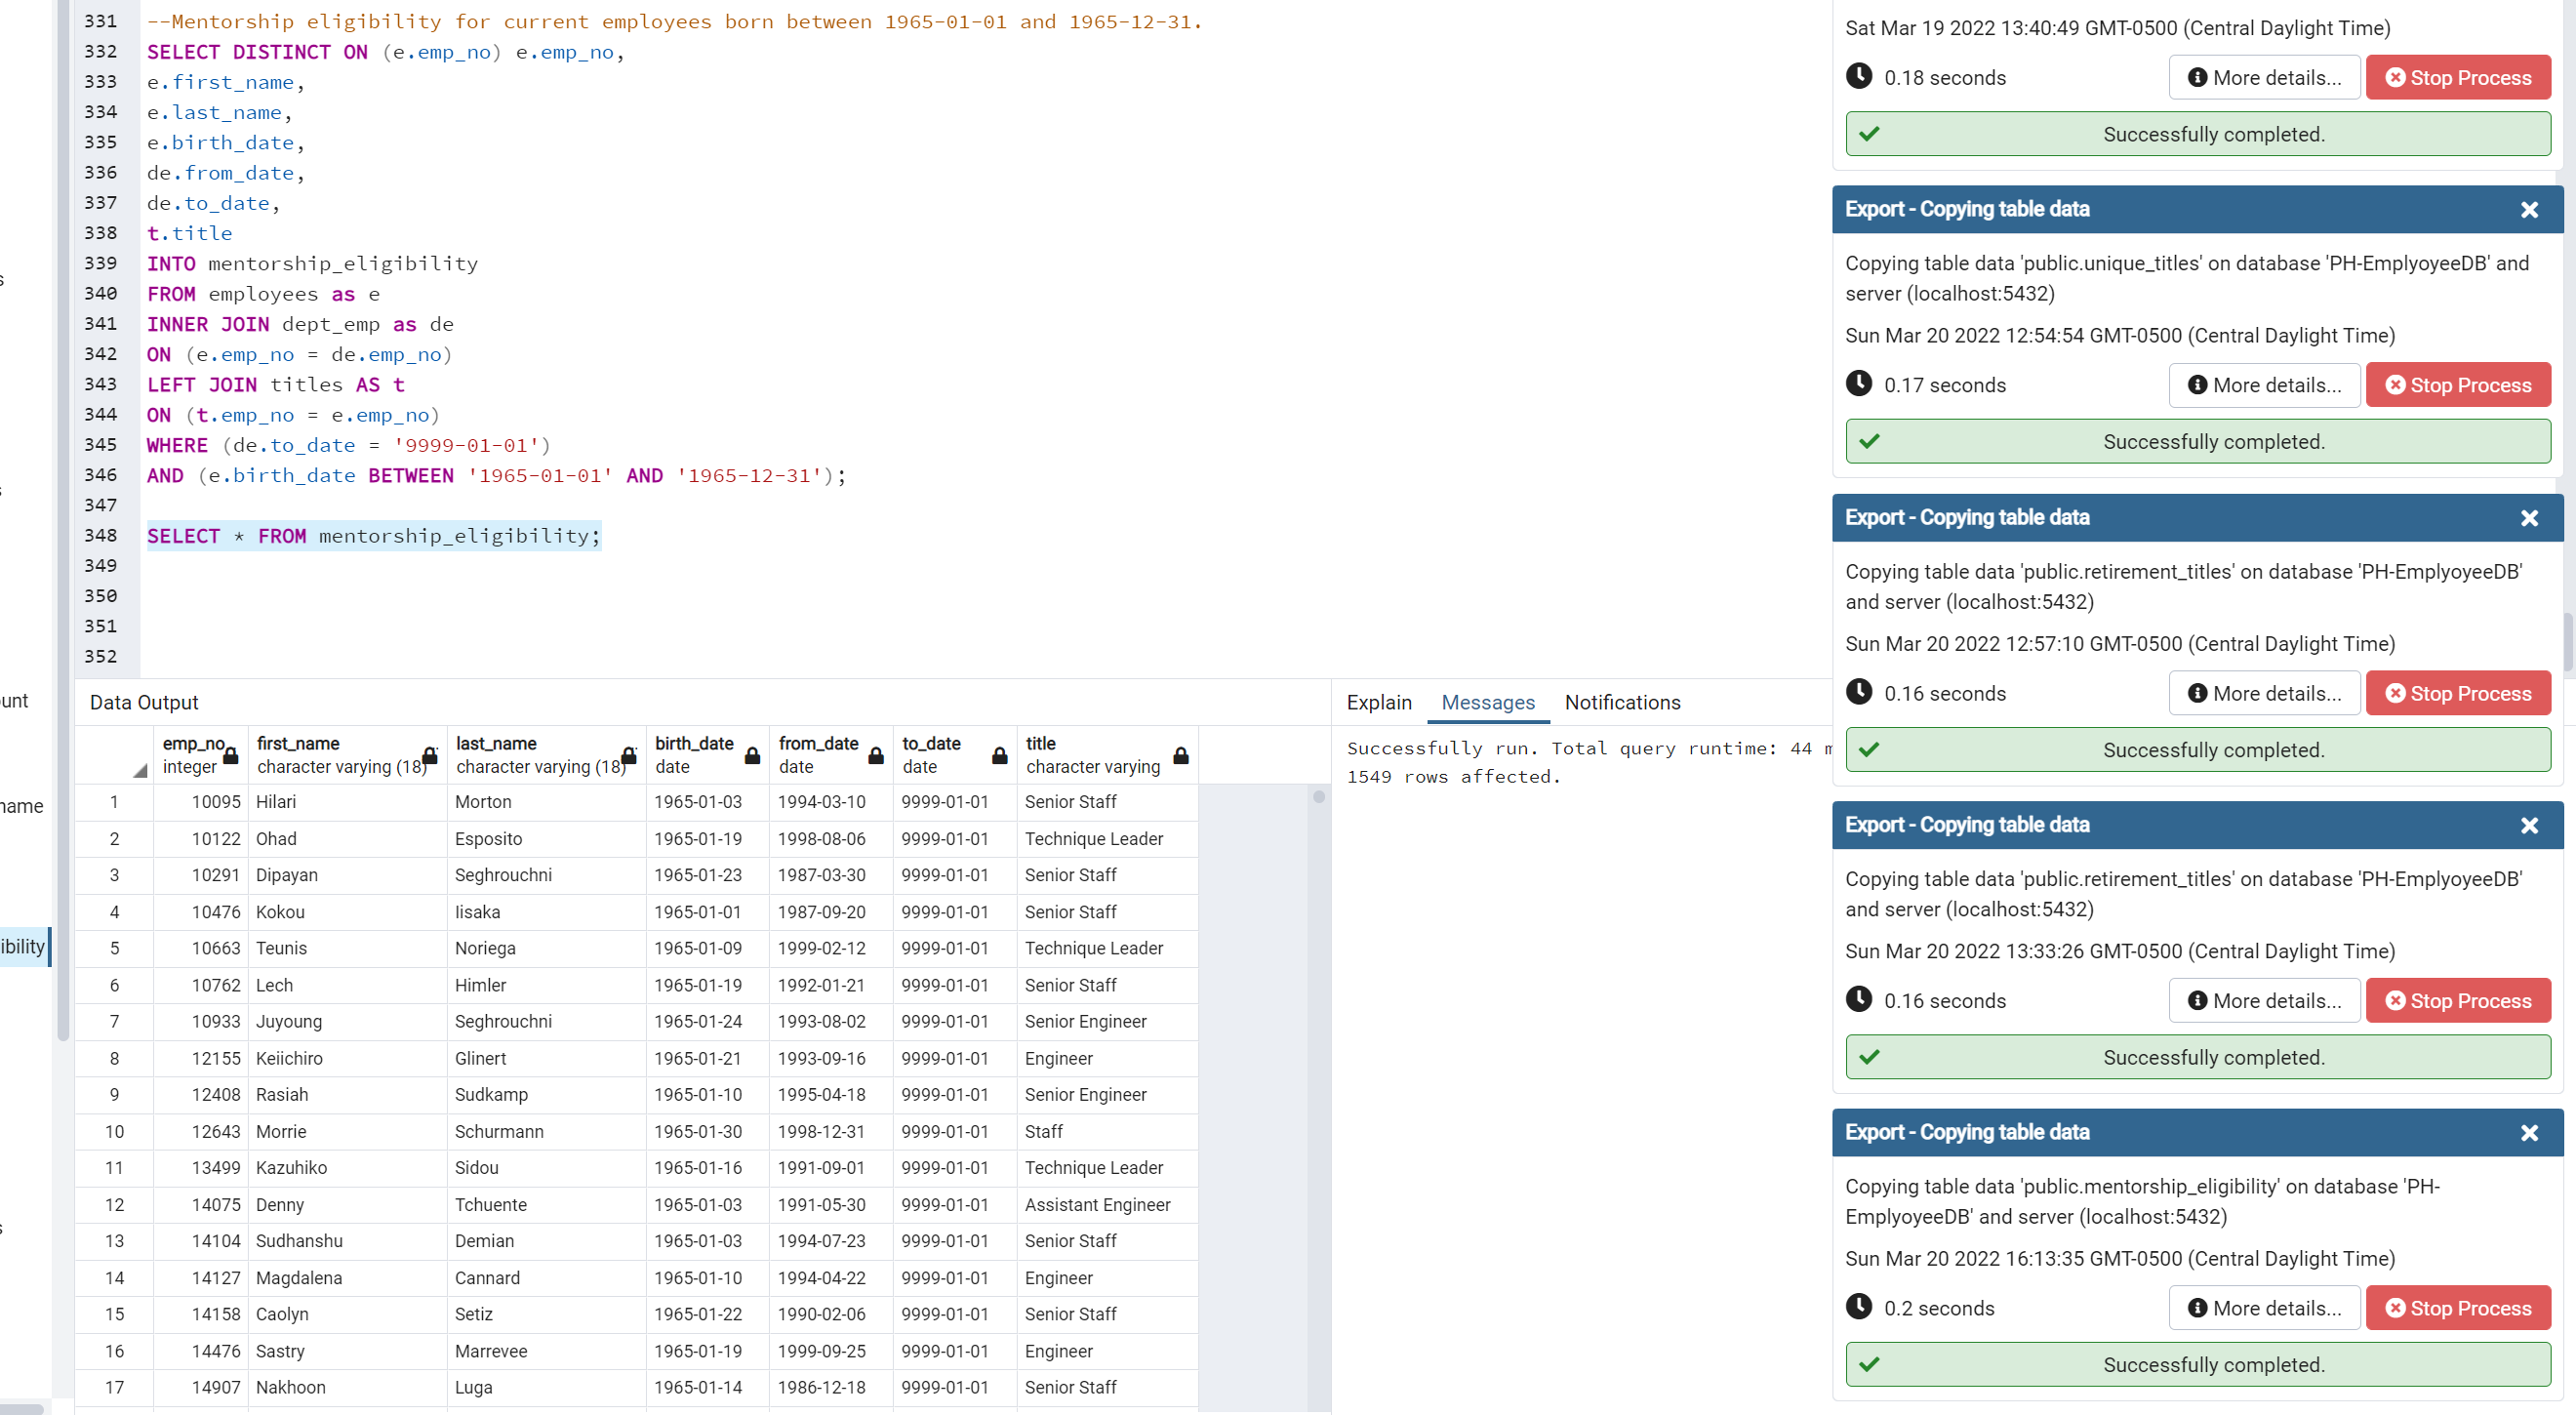 331 --Mentorship eligibility for current employees born between 1965-01-01 and 1965-12-31.
332 SELECT DISTINCT ON (e.emp_no) e.emp_no,
333 e.first_name,
334 e.last_name,
335 e.birth_date,
336 de.from_date,
337 de.to_date,
338 t.title
339 INTO mentorship_eligibility
340 FROM employees as e
341 INNER JOIN dept_emp as de
342 ON (e.emp_no = de.emp_no)
343 LEFT JOIN titles AS t
344 ON (t.emp_no = e.emp_no)
345 WHERE (de.to_date = '9999-01-01')
346 AND (e.birth_date BETWEEN '1965-01-01' AND '1965-12-31');
347
348 SELECT * FROM mentorship_eligibility;
349
350
351
352
s
s
unt
name
ibility
s
Data Output
emp_no integer first_name character varying (18) last_name character varying (18) birth_date date from_date date to_date date title character varying
1 10095 Hilari Morton 1965-01-03 1994-03-10 9999-01-01 Senior Staff
2 10122 Ohad Esposito 1965-01-19 1998-08-06 9999-01-01 Technique Leader
3 10291 Dipayan Seghrouchni 1965-01-23 1987-03-30 9999-01-01 Senior Staff
4 10476 Kokou Iisaka 1965-01-01 1987-09-20 9999-01-01 Senior Staff
5 10663 Teunis Noriega 1965-01-09 1999-02-12 9999-01-01 Technique Leader
6 10762 Lech Himler 1965-01-19 1992-01-21 9999-01-01 Senior Staff
7 10933 Juyoung Seghrouchni 1965-01-24 1993-08-02 9999-01-01 Senior Engineer
8 12155 Keiichiro Glinert 1965-01-21 1993-09-16 9999-01-01 Engineer
9 12408 Rasiah Sudkamp 1965-01-10 1995-04-18 9999-01-01 Senior Engineer
10 12643 Morrie Schurmann 1965-01-30 1998-12-31 9999-01-01 Staff
11 13499 Kazuhiko Sidou 1965-01-16 1991-09-01 9999-01-01 Technique Leader
12 14075 Denny Tchuente 1965-01-03 1991-05-30 9999-01-01 Assistant Engineer
13 14104 Sudhanshu Demian 1965-01-03 1994-07-23 9999-01-01 Senior Staff
14 14127 Magdalena Cannard 1965-01-10 1994-04-22 9999-01-01 Engineer
15 14158 Caolyn Setiz 1965-01-22 1990-02-06 9999-01-01 Senior Staff
16 14476 Sastry Marrevee 1965-01-19 1999-09-25 9999-01-01 Engineer
17 14907 Nakhoon Luga 1965-01-14 1986-12-18 9999-01-01 Senior Staff
Explain Messages Notifications
Successfully run. Total query runtime: 44 m
1549 rows affected.
Sat Mar 19 2022 13:40:49 GMT-0500 (Central Daylight Time)
0.18 seconds More details... Stop Process
Successfully completed.
Export - Copying table data
Copying table data 'public.unique_titles' on database 'PH-EmplyoyeeDB' and
server (localhost:5432)
Sun Mar 20 2022 12:54:54 GMT-0500 (Central Daylight Time)
0.17 seconds More details... Stop Process
Successfully completed.
Export - Copying table data
Copying table data 'public.retirement_titles' on database 'PH-EmplyoyeeDB'
and server (localhost:5432)
Sun Mar 20 2022 12:57:10 GMT-0500 (Central Daylight Time)
0.16 seconds More details... Stop Process
Successfully completed.
Export - Copying table data
Copying table data 'public.retirement_titles' on database 'PH-EmplyoyeeDB'
and server (localhost:5432)
Sun Mar 20 2022 13:33:26 GMT-0500 (Central Daylight Time)
0.16 seconds More details... Stop Process
Successfully completed.
Export - Copying table data
Copying table data 'public.mentorship_eligibility' on database 'PH-
EmplyoyeeDB' and server (localhost:5432)
Sun Mar 20 2022 16:13:35 GMT-0500 (Central Daylight Time)
0.2 seconds More details... Stop Process
Successfully completed.